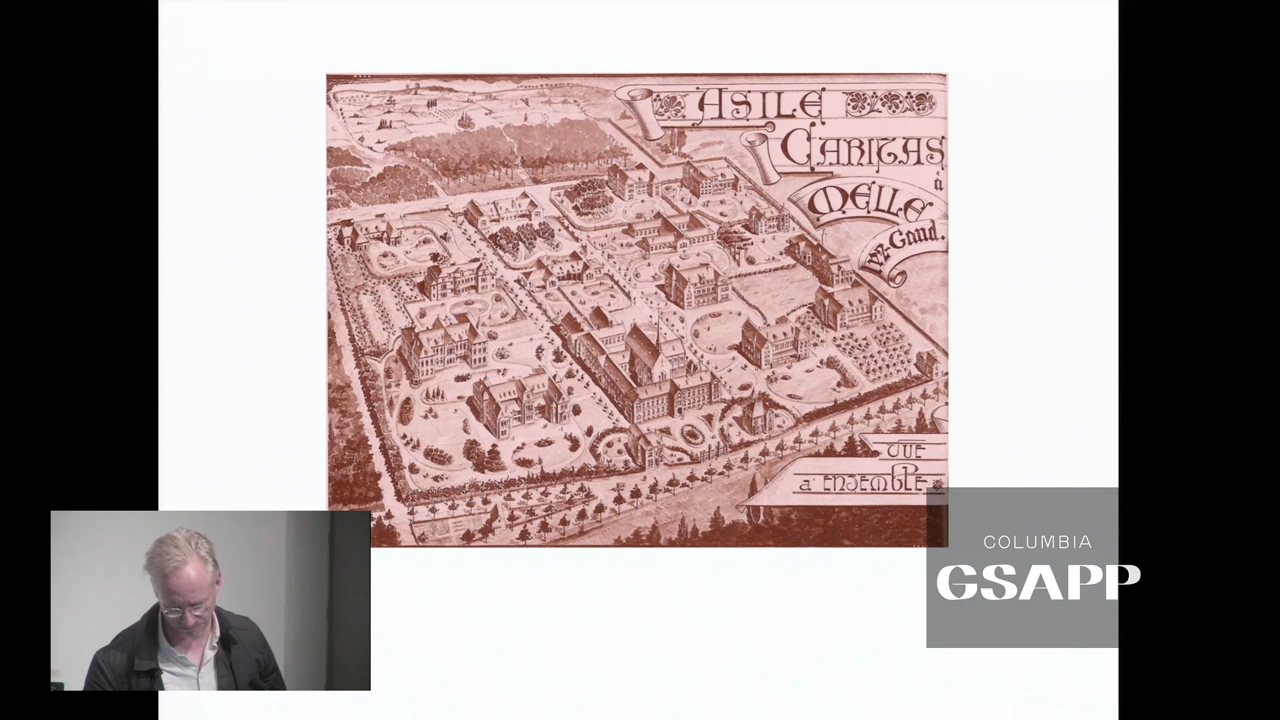 ASILE
CARITAS
à
MELLE
lez-Gand.
VUE
d'ENSEMBLE
COLUMBIA
GSAPP